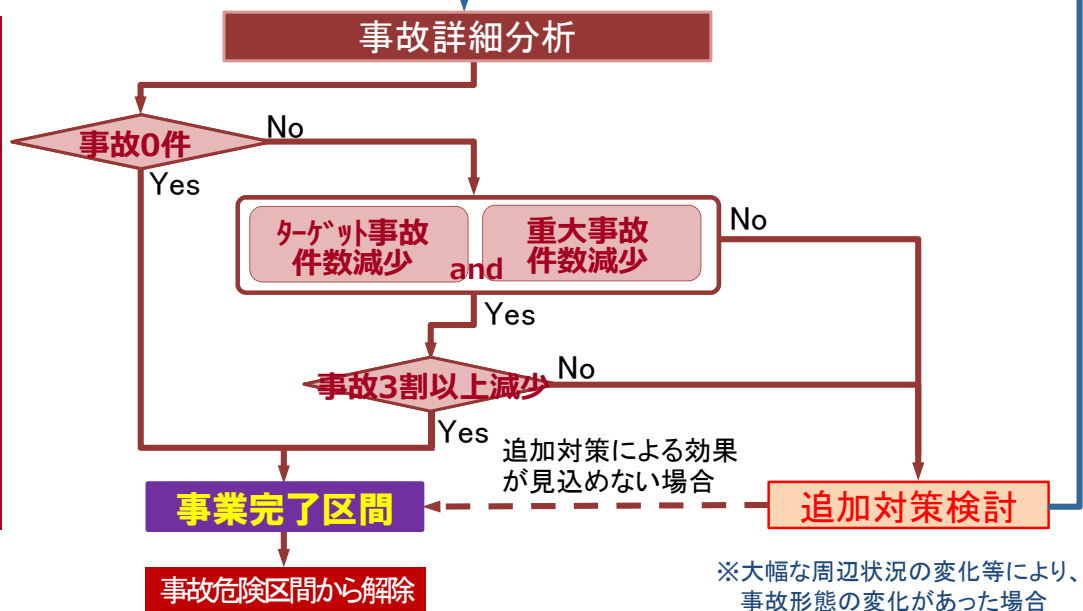 事故詳細分析
事故0件
No
Yes
ﾀｰｹﾞｯﾄ事故
件数減少
and
重大事故
件数減少
No
Yes
事故3割以上減少
No
Yes
追加対策による効果
が見込めない場合
事業完了区間
追加対策検討
事故危険区間から解除
※大幅な周辺状況の変化等により、
事故形態の変化があった場合